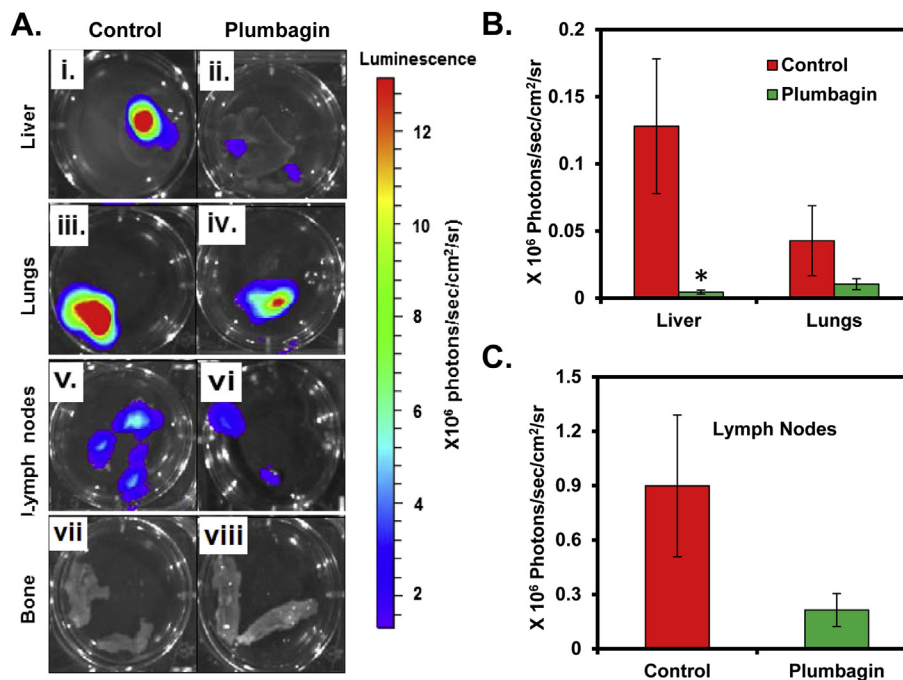 A.
Control
Plumbagin
Luminescence
Liver
i.
ii.
Lungs
iii.
iv.
Lymph nodes
v.
vi
Bone
vii
viii
12
10
8
6
4
2
X10⁶ photons/sec/cm²/sr)
B.
X 10⁶ Photons/sec/cm²/sr
0.2
0.15
0.1
0.05
0
Control
Plumbagin
*
Liver
Lungs
C.
X 10⁶ Photons/sec/cm²/sr
1.5
1.2
0.9
0.6
0.3
0
Lymph Nodes
Control
Plumbagin